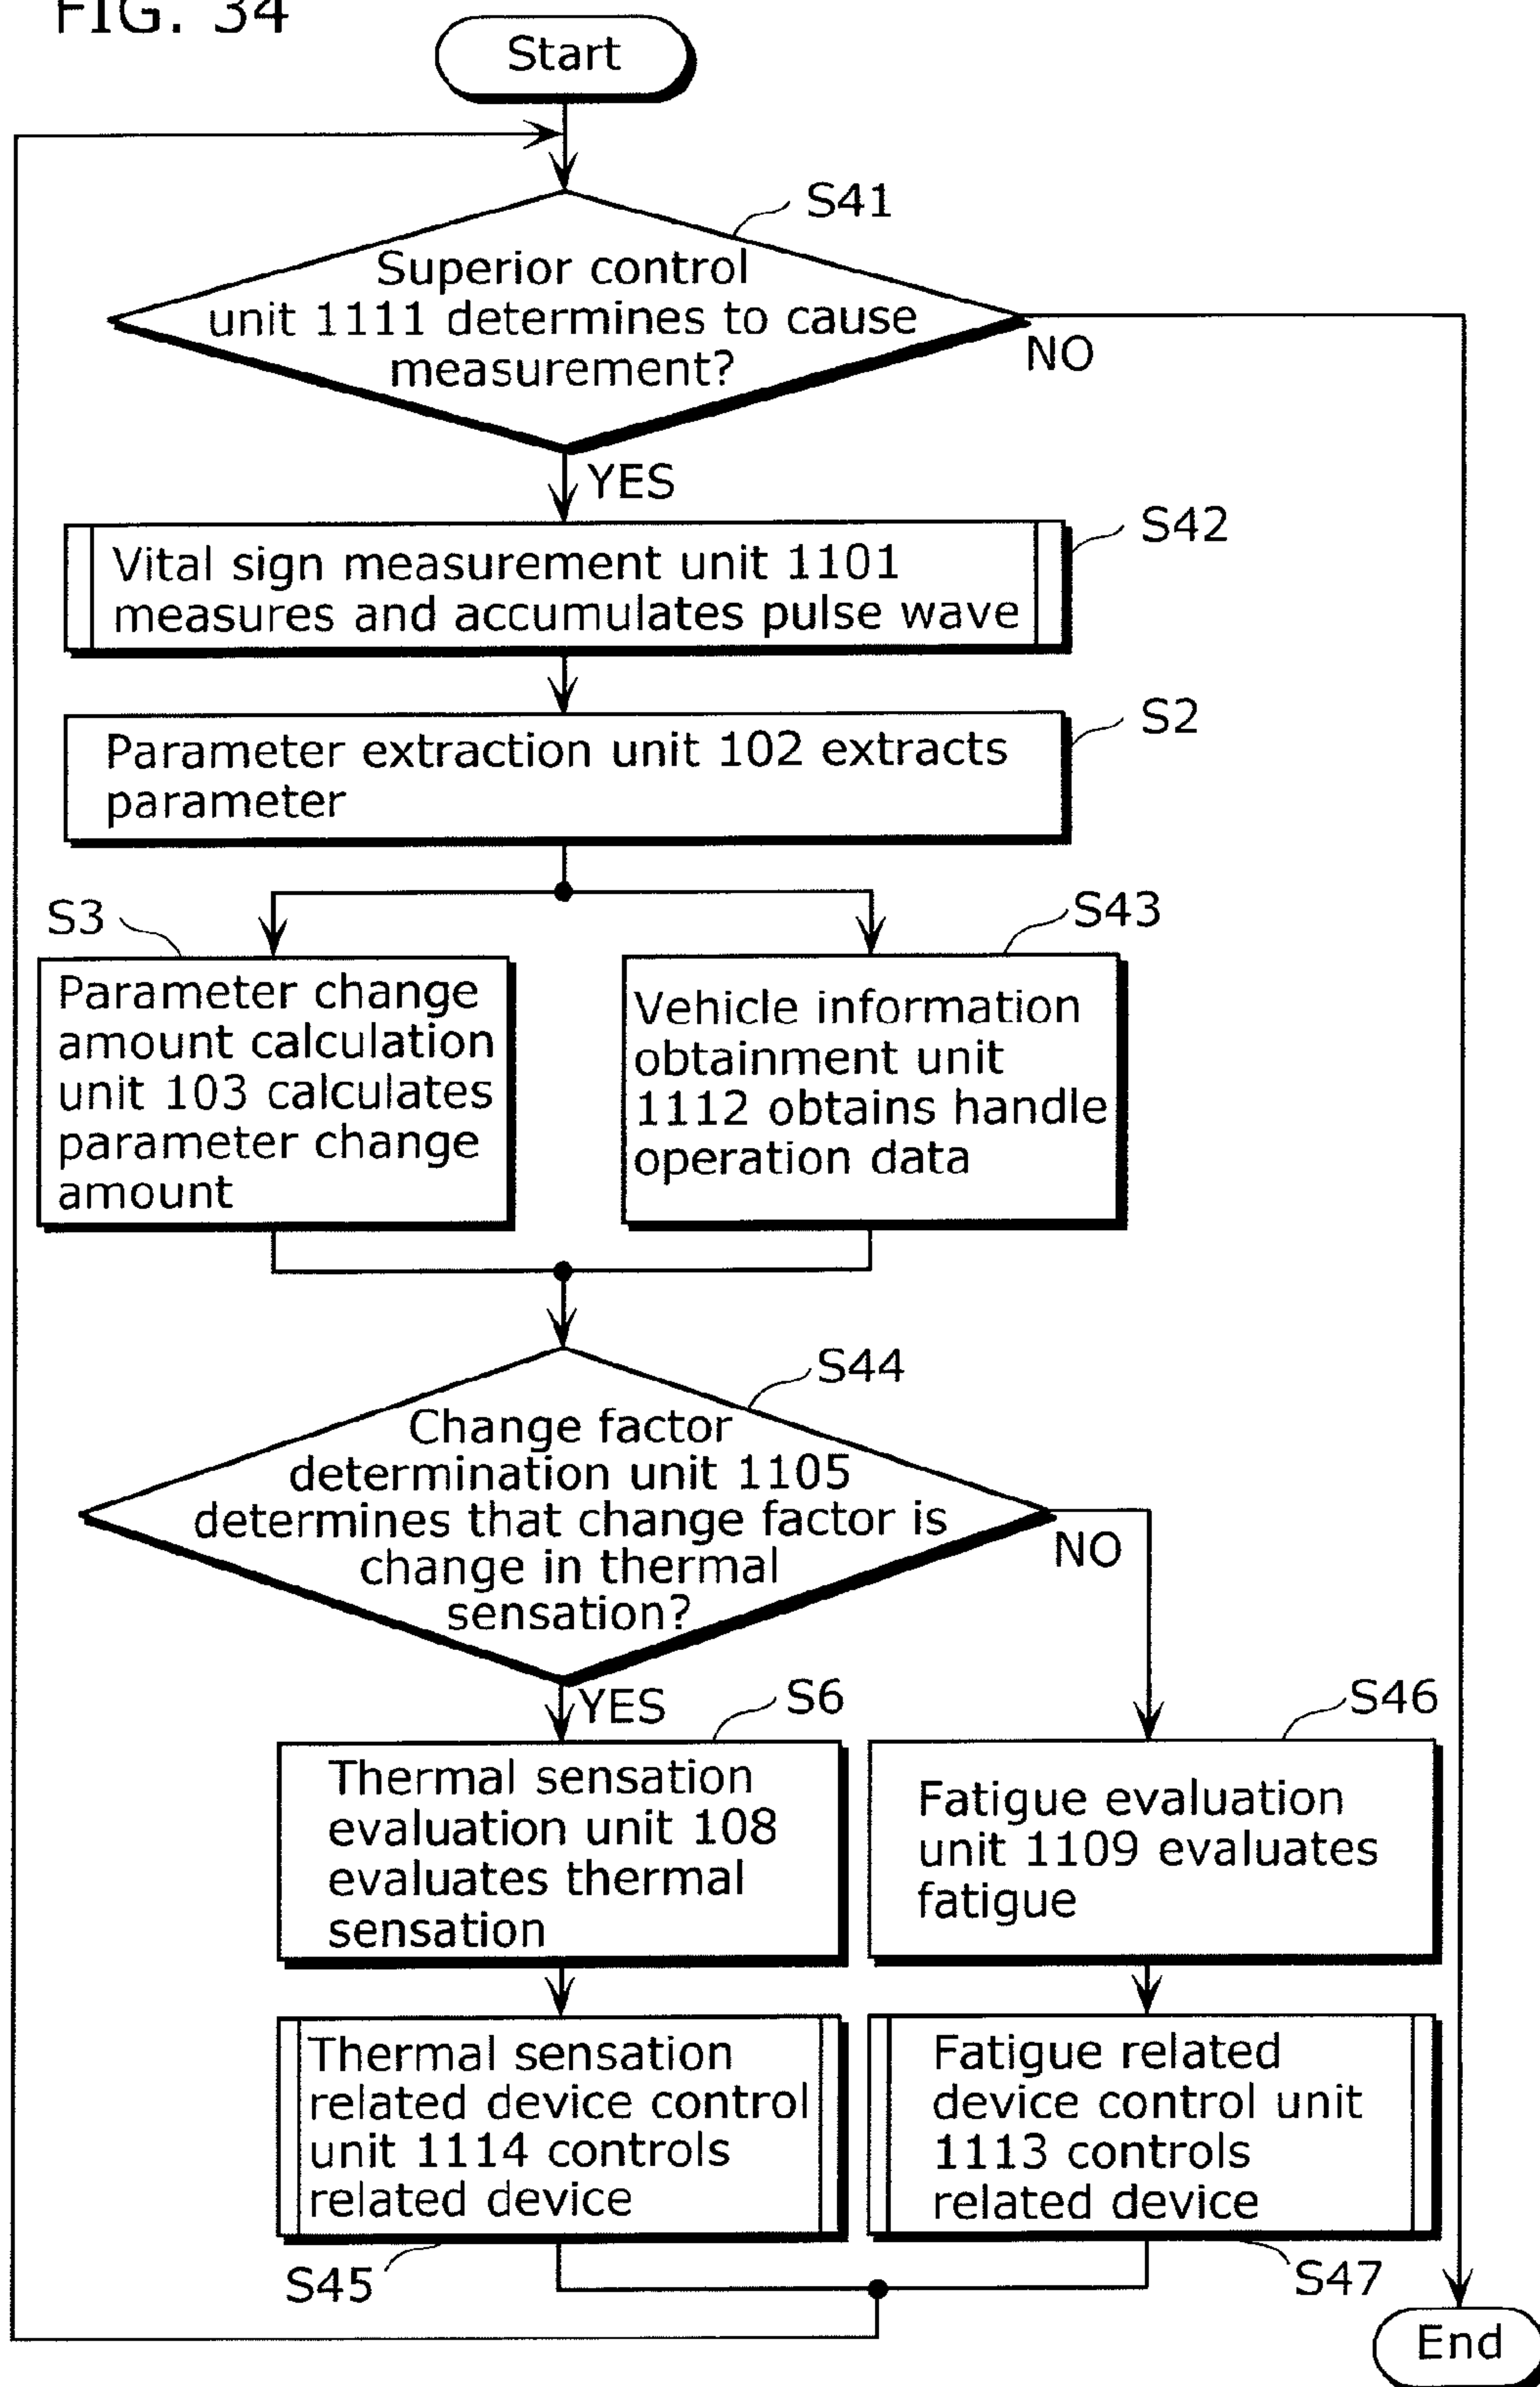 FIG. 34
Start
S41
Superior control
unit 1111 determines to cause
measurement?
NO
YES
S42
Vital sign measurement unit 1101
measures and accumulates pulse wave
S2
Parameter extraction unit 102 extracts
parameter
S3
S43
Parameter change
amount calculation
unit 103 calculates
parameter change
amount
Vehicle information
obtainment unit
1112 obtains handle
operation data
S44
Change factor
determination unit 1105
determines that change factor is
change in thermal
sensation?
NO
YES
S6
S46
Thermal sensation
evaluation unit 108
evaluates thermal
sensation
Fatigue evaluation
unit 1109 evaluates
fatigue
Thermal sensation
related device control
unit 1114 controls
related device
Fatigue related
device control unit
1113 controls
related device
S45
S47
End